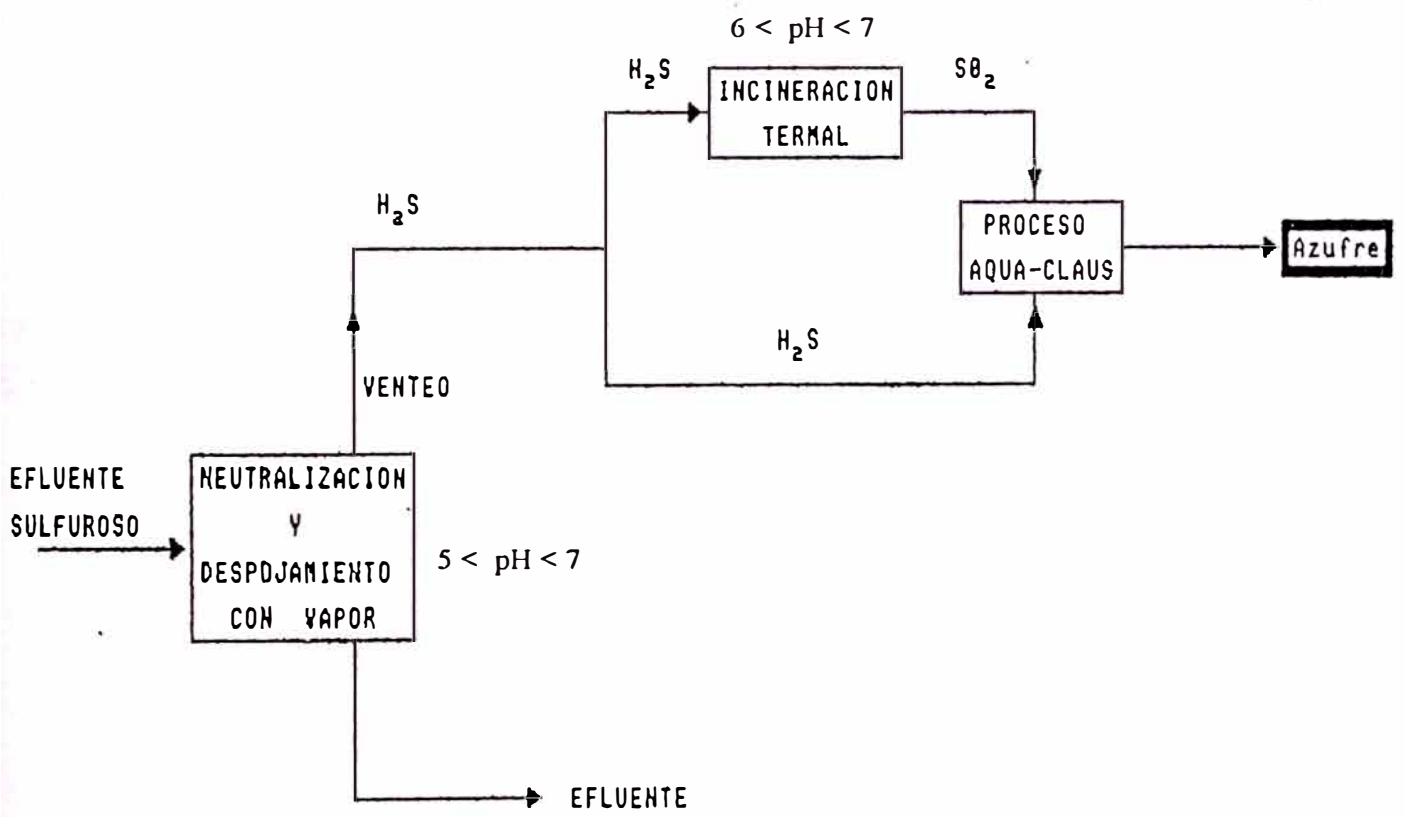 6 < pH < 7
H₂S
INCINERACION
TERMAL
SO₂
H₂S
PROCESO
AQUA-CLAUS
Azufre
H₂S
VENTEO
EFLUENTE
SULFUROSO
NEUTRALIZACION
Y
DESPOJAMIENTO
CON VAPOR
5 < pH < 7
EFLUENTE